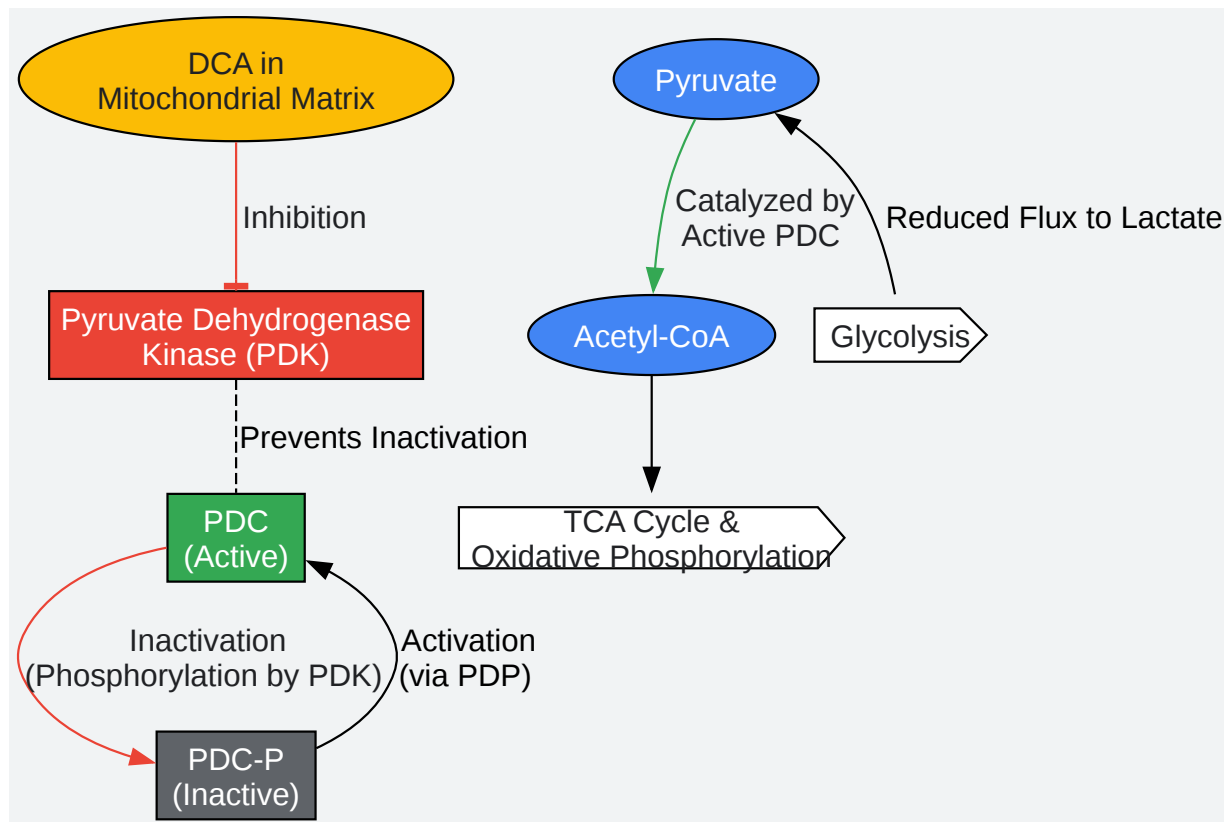 DCA in
Mitochondrial Matrix
Inhibition
Pyruvate Dehydrogenase
Kinase (PDK)
Prevents Inactivation
PDC
(Active)
Inactivation
(Phosphorylation by PDK)
Activation
(via PDP)
PDC-P
(Inactive)
Pyruvate
Catalyzed by
Active PDC
Reduced Flux to Lactate
Acetyl-CoA
Glycolysis
TCA Cycle &
Oxidative Phosphorylation